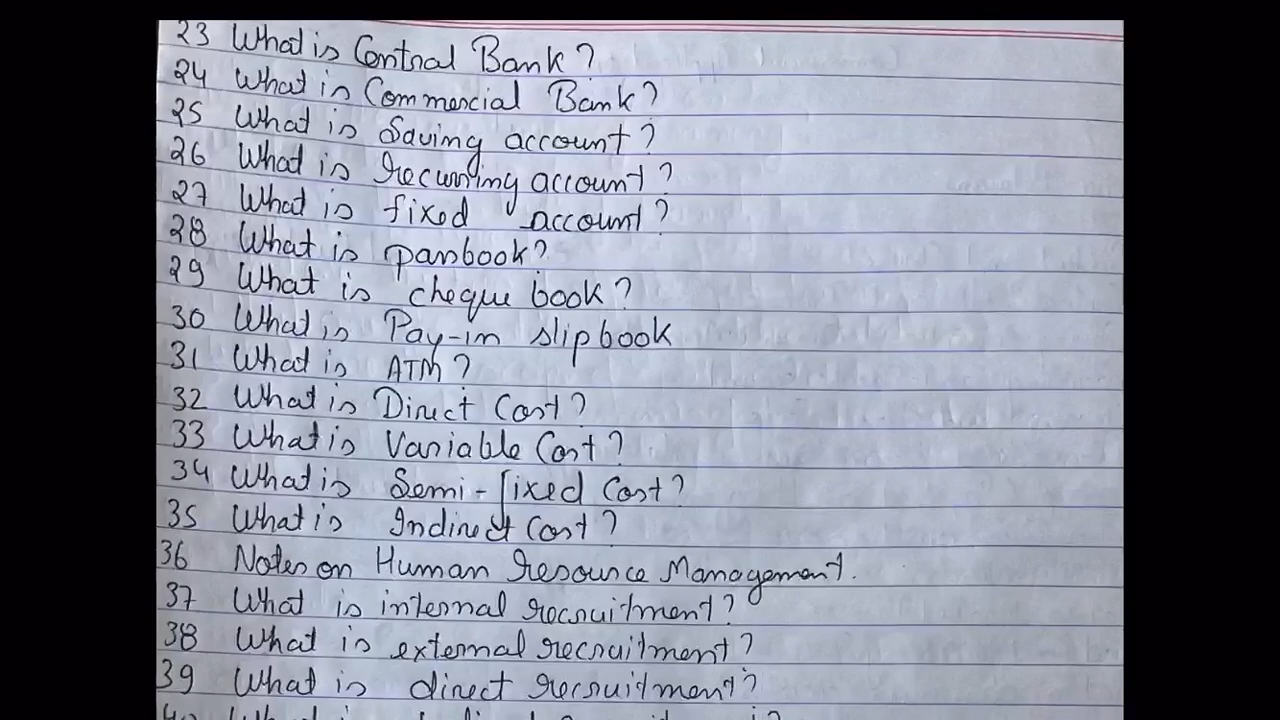 23 What is Central Bank?
24 What is Commercial Bank?
25 What is Saving account?
26 What is recurring account?
27 What is fixed account?
28 What is passbook?
29 What is cheque book?
30 What is Pay-in slip book
31 What is ATM?
32 What is Direct Cost?
33 What is Variable Cost?
34 What is Semi-fixed Cost?
35 What is Indirect Cost?
36 Notes on Human resource Management.
37 What is internal recruitment?
38 What is external recruitment?
39 What is direct recruitment?